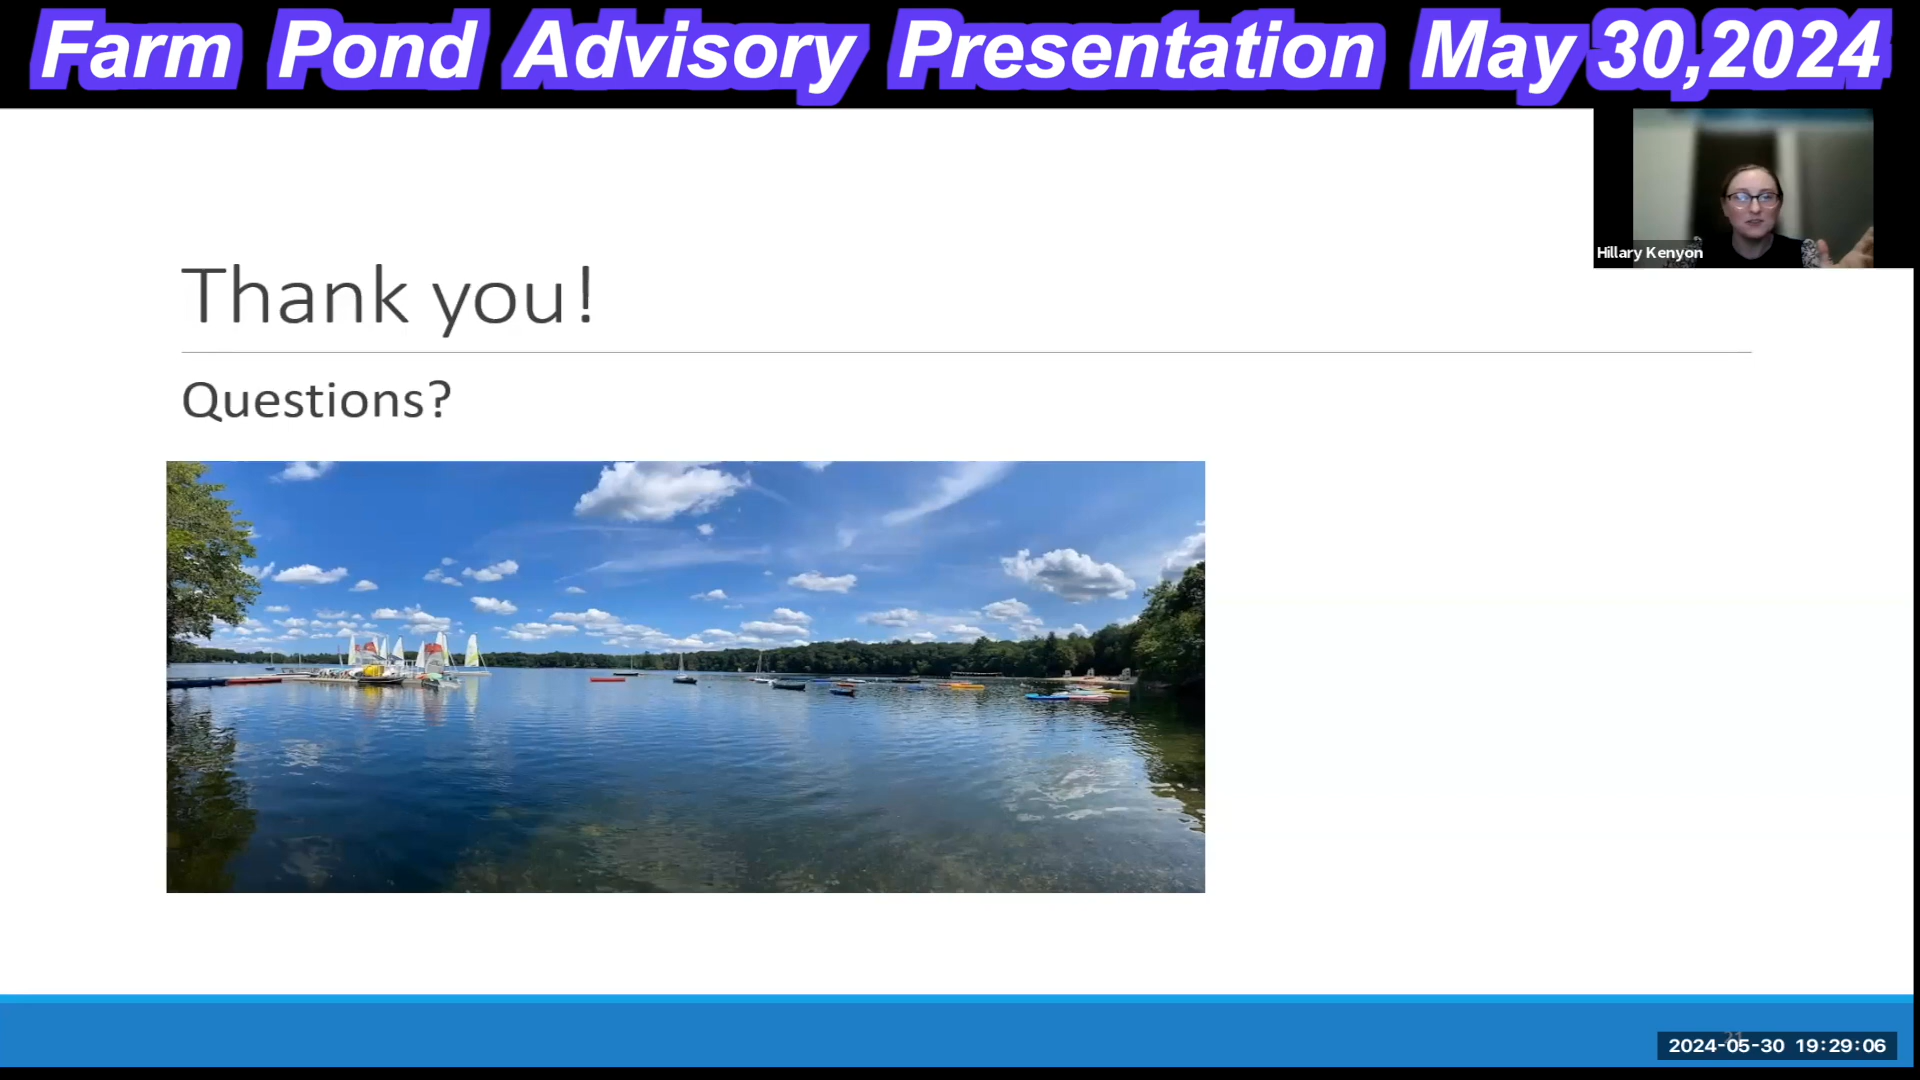 Farm Pond Advisory Presentation May 30,2024
Hillary Kenyon
Thank you!
Questions?
2024-05-30 19:29:06